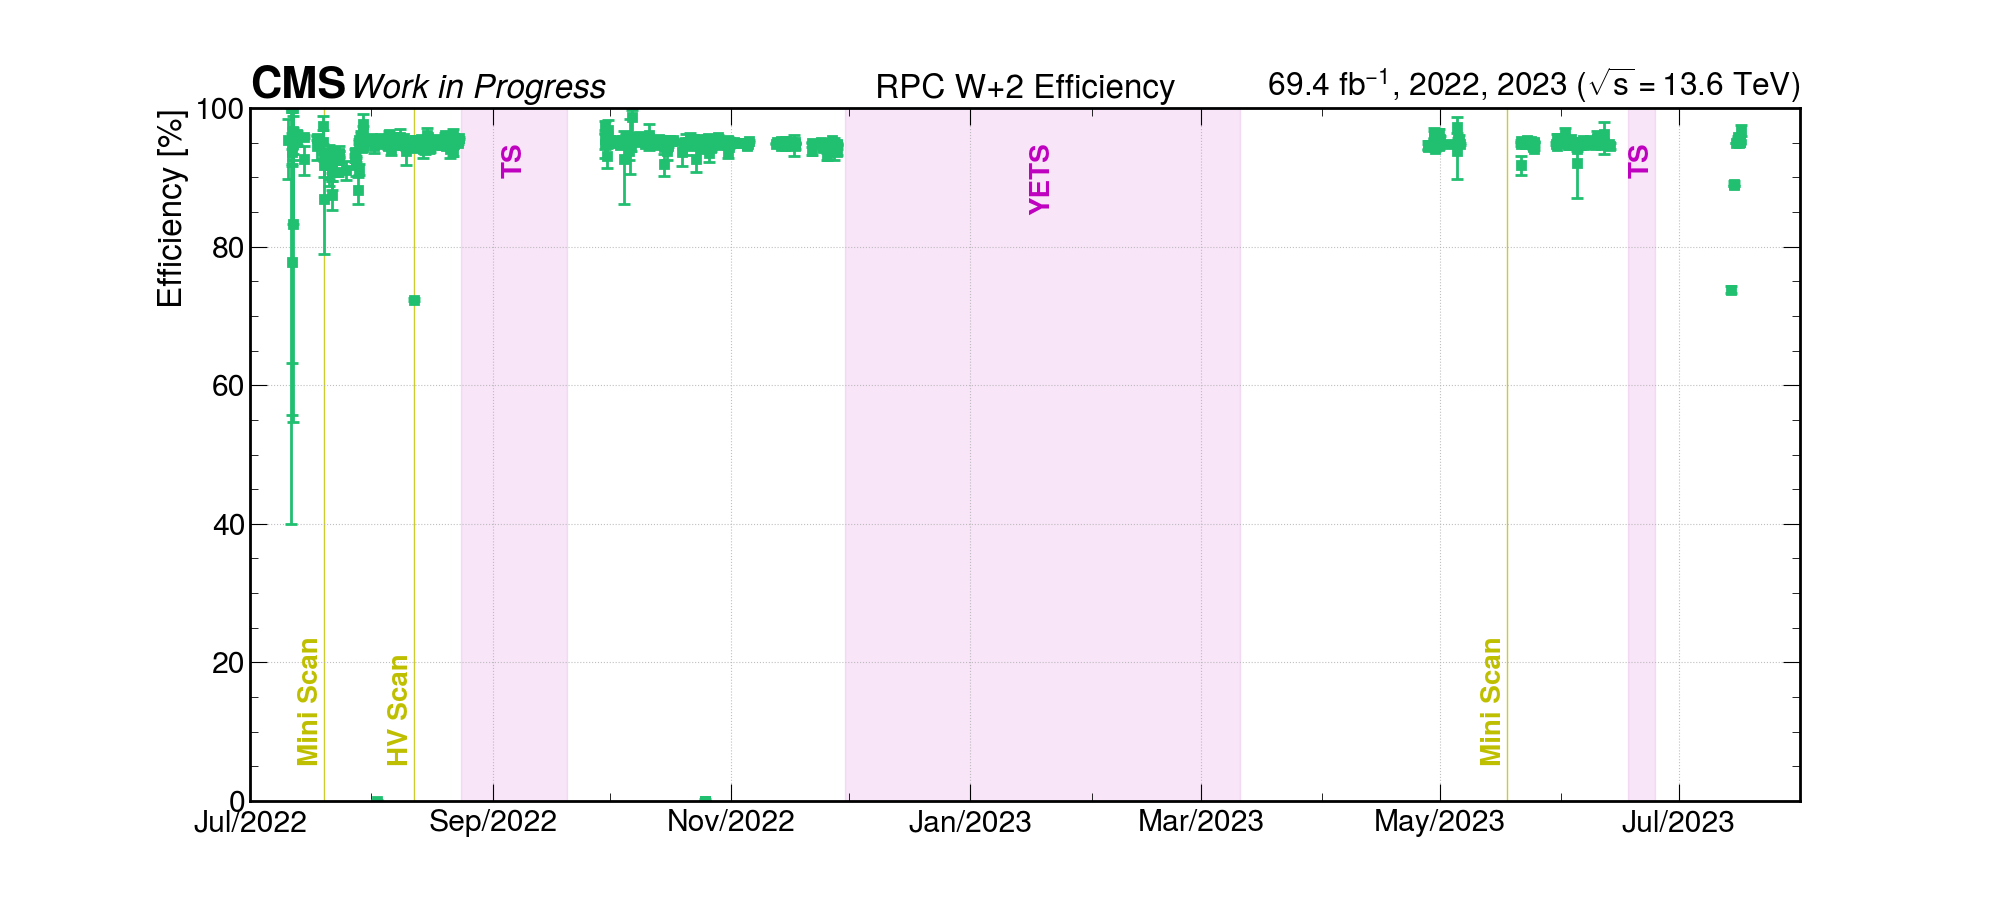 CMS Work in Progress RPC W+2 Efficiency 69.4 fb⁻¹, 2022, 2023 (√s = 13.6 TeV)
Efficiency [%]
100
80
60
40
20
0
TS
YETS
TS
Mini Scan
HV Scan
Mini Scan
Jul/2022 Sep/2022 Nov/2022 Jan/2023 Mar/2023 May/2023 Jul/2023